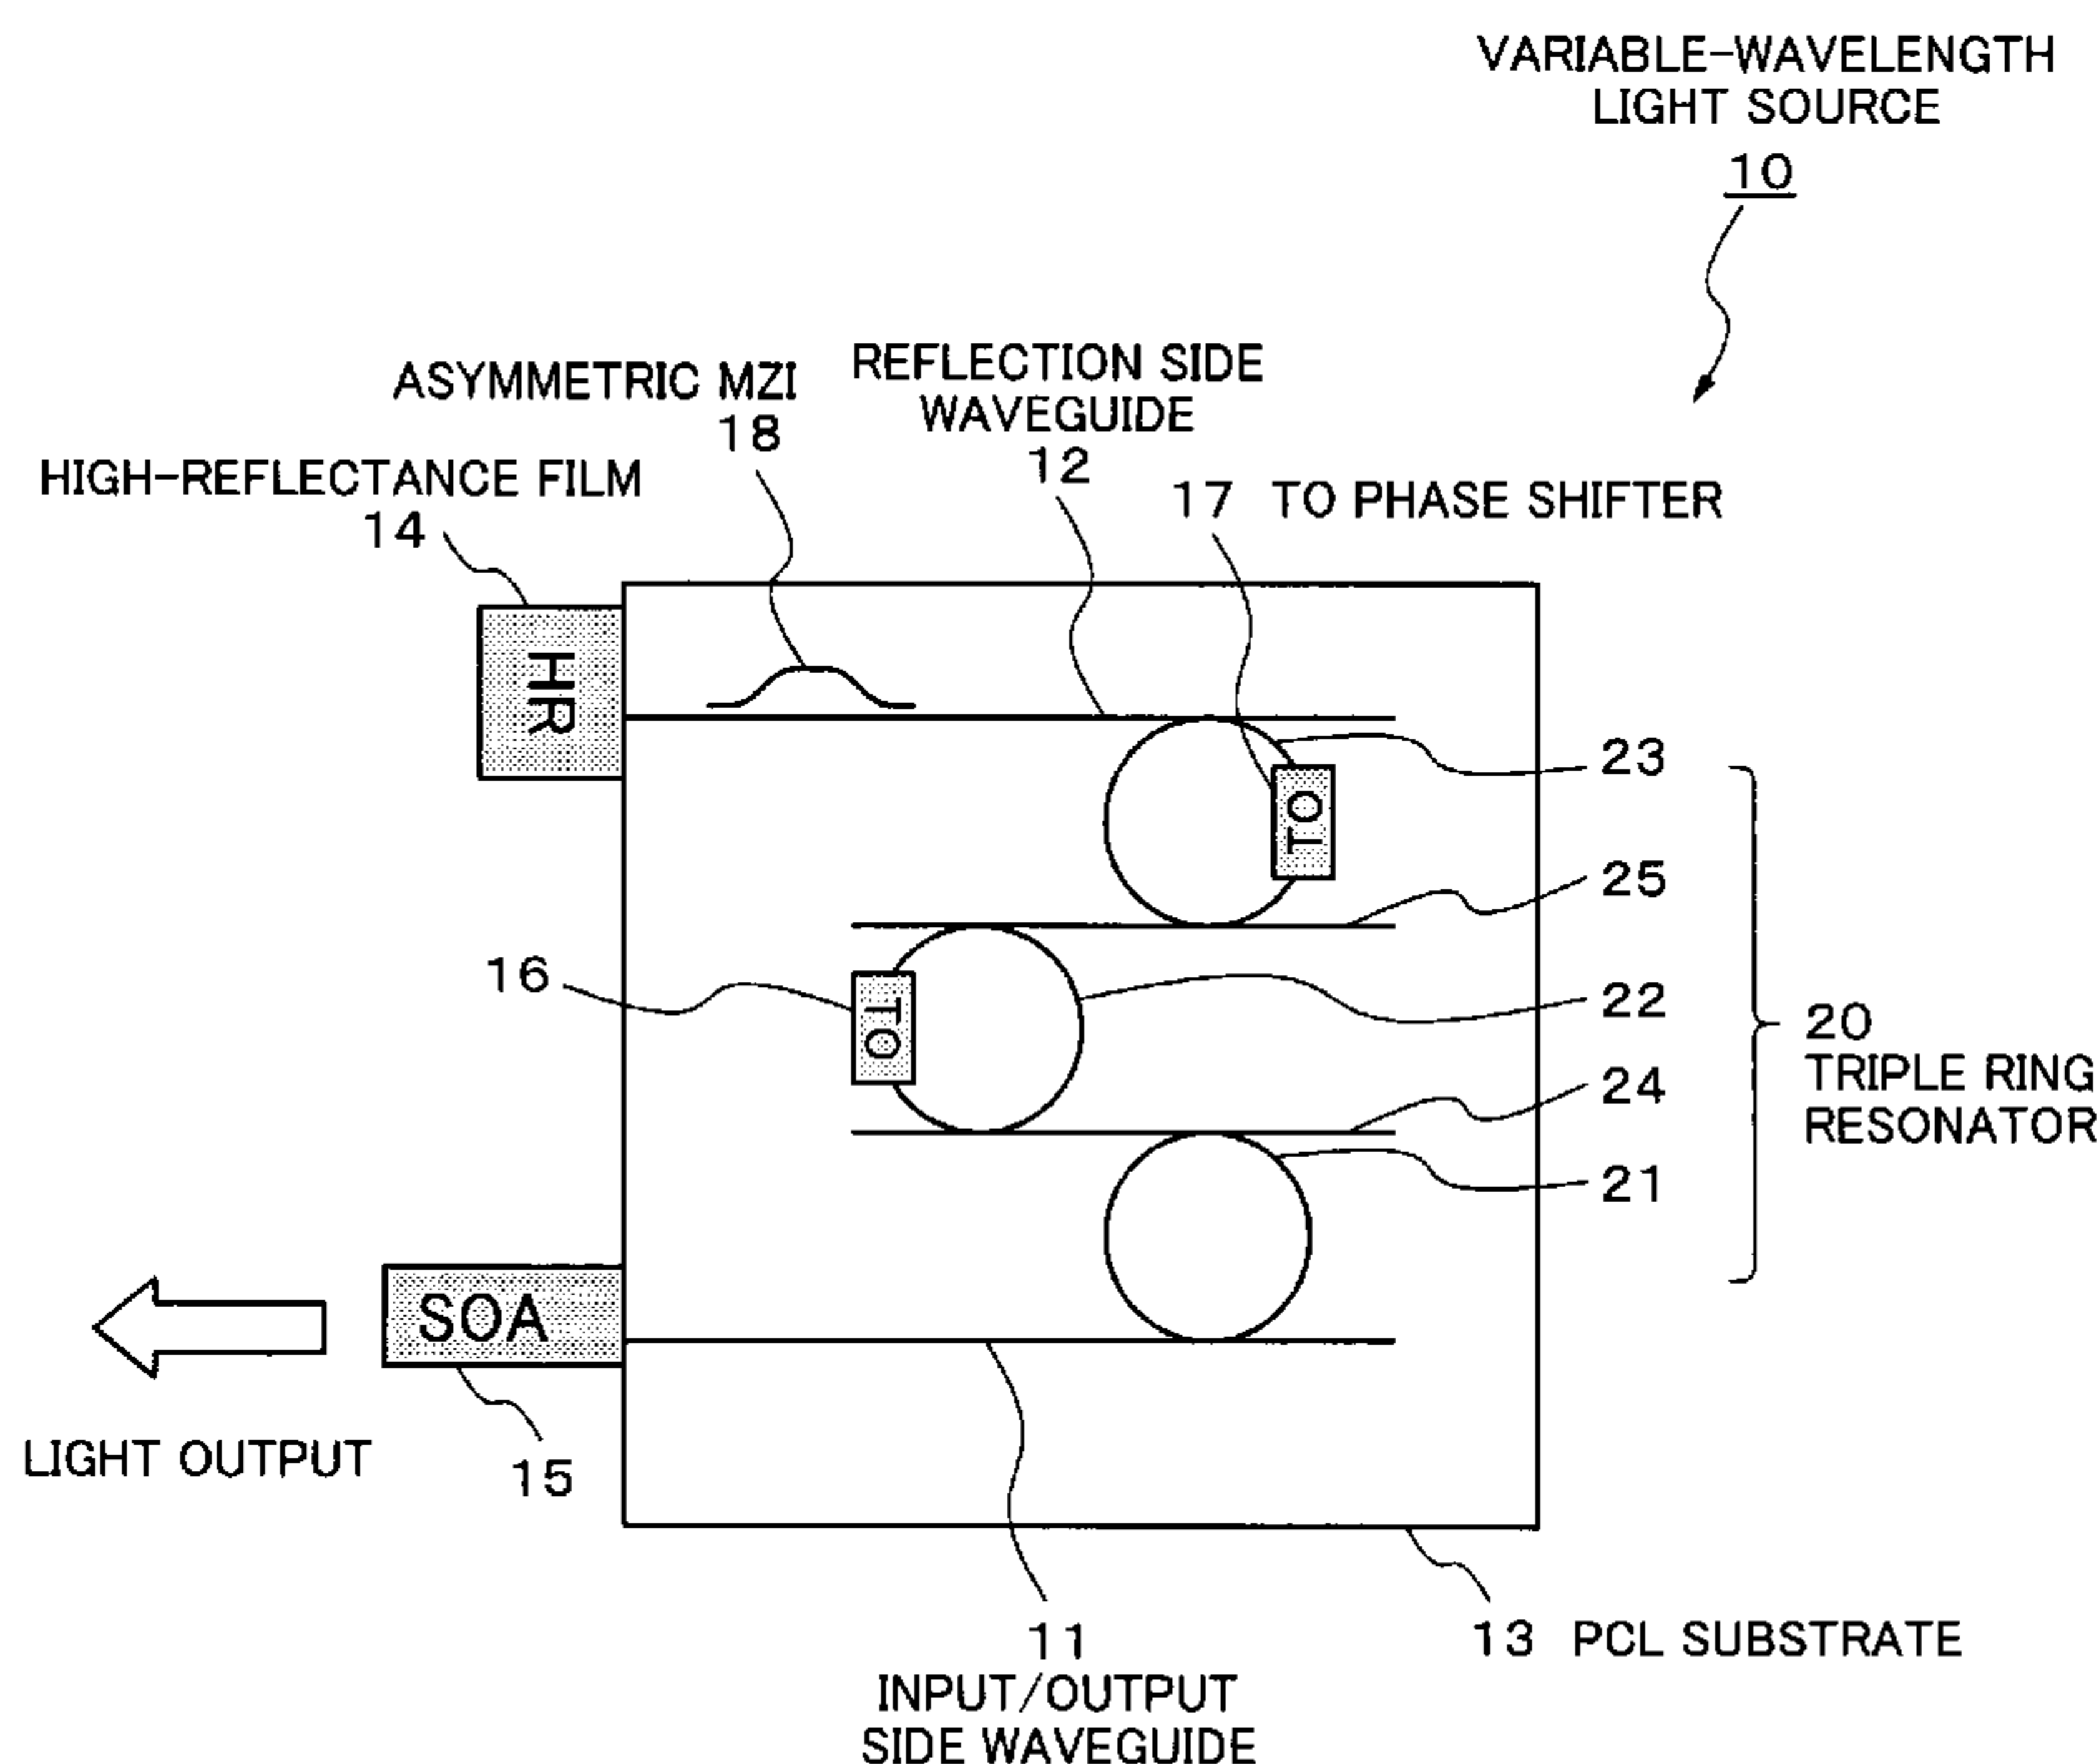 VARIABLE-WAVELENGTH
LIGHT SOURCE
10
ASYMMETRIC MZI
18
REFLECTION SIDE
WAVEGUIDE
12
HIGH-REFLECTANCE FILM
14
17 TO PHASE SHIFTER
HR
23
TO
25
16
TO
22
20
TRIPLE RING
RESONATOR
24
21
SOA
LIGHT OUTPUT
15
11
INPUT/OUTPUT
SIDE WAVEGUIDE
13 PCL SUBSTRATE